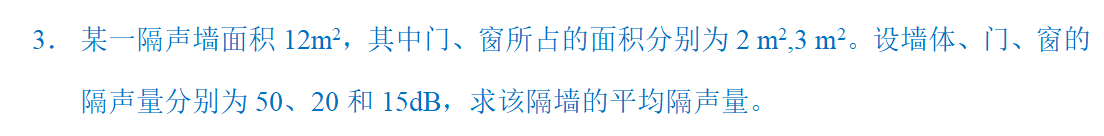 3. 某一隔声墙面积 12m²，其中门、窗所占的面积分别为 2 m²,3 m²。设墙体、门、窗的
隔声量分别为 50、20 和 15dB，求该隔墙的平均隔声量。